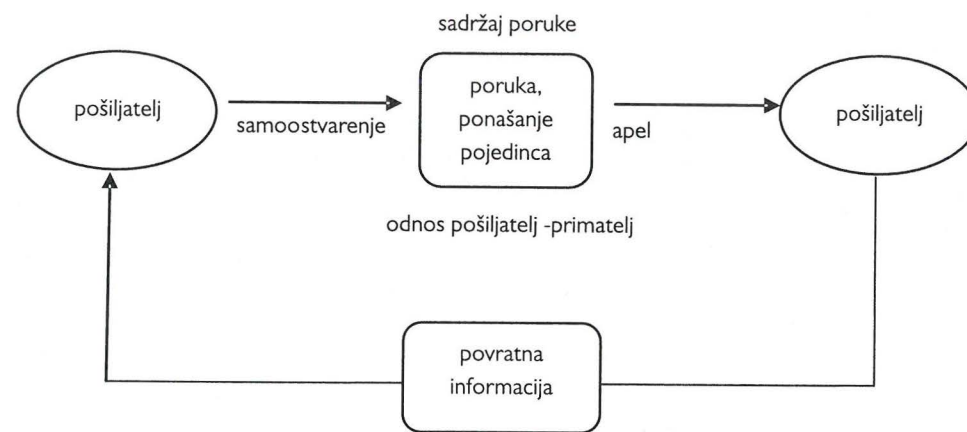 sadržaj poruke
pošiljatelj
samoostvarenje
poruka,
ponašanje
pojedinca
apel
pošiljatelj
odnos pošiljatelj -primatelj
povratna
informacija